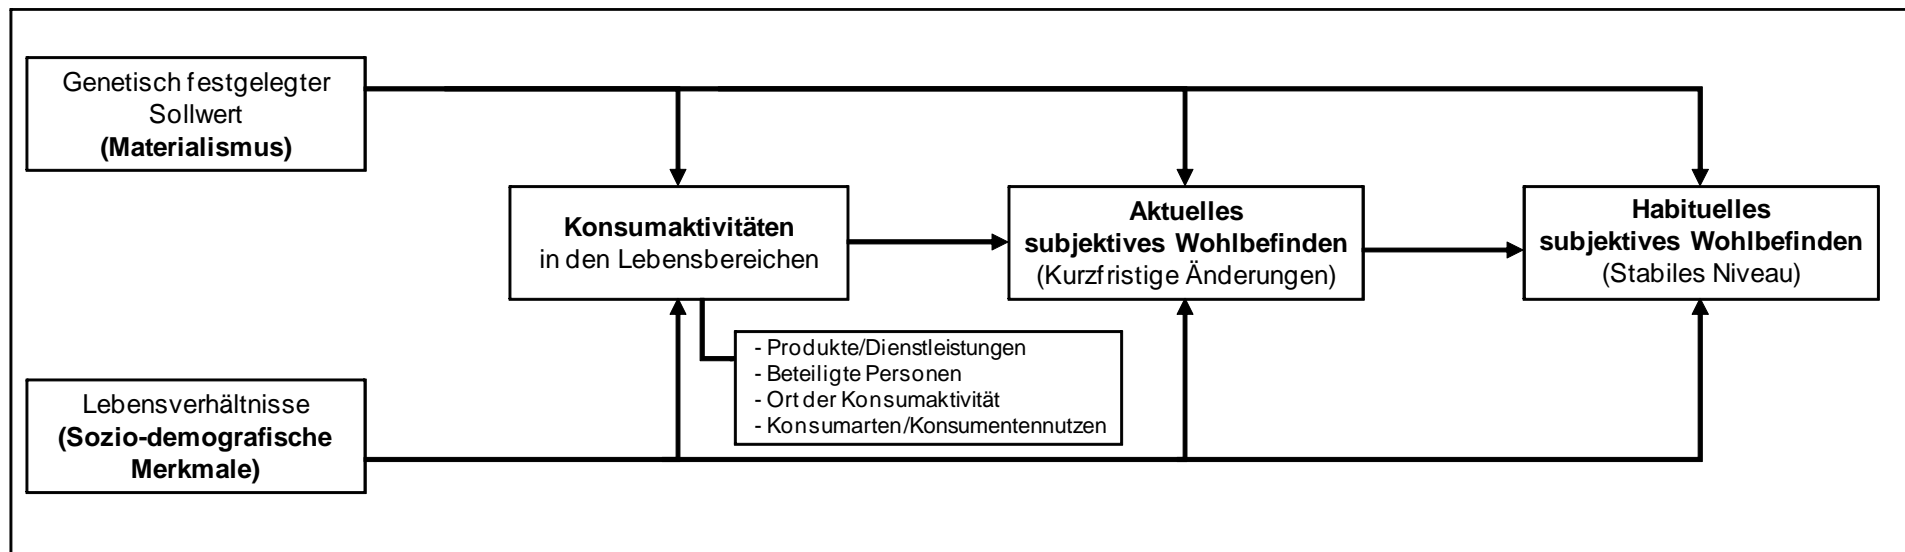 Genetisch festgelegter
Sollwert
(Materialismus)
Konsumaktivitäten
in den Lebensbereichen
Aktuelles
subjektives Wohlbefinden
(Kurzfristige Änderungen)
Habituelles
subjektives Wohlbefinden
(Stabiles Niveau)
- Produkte/Dienstleistungen
- Beteiligte Personen
- Ort der Konsumaktivität
- Konsumarten/Konsumentennutzen
Lebensverhältnisse
(Sozio-demografische
Merkmale)